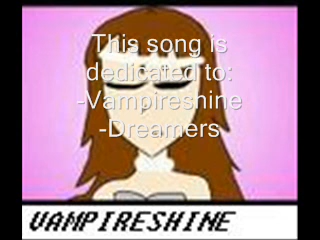 This song is
dedicated to:
-Vampireshine
-Dreamers
VAMPIRESHINE